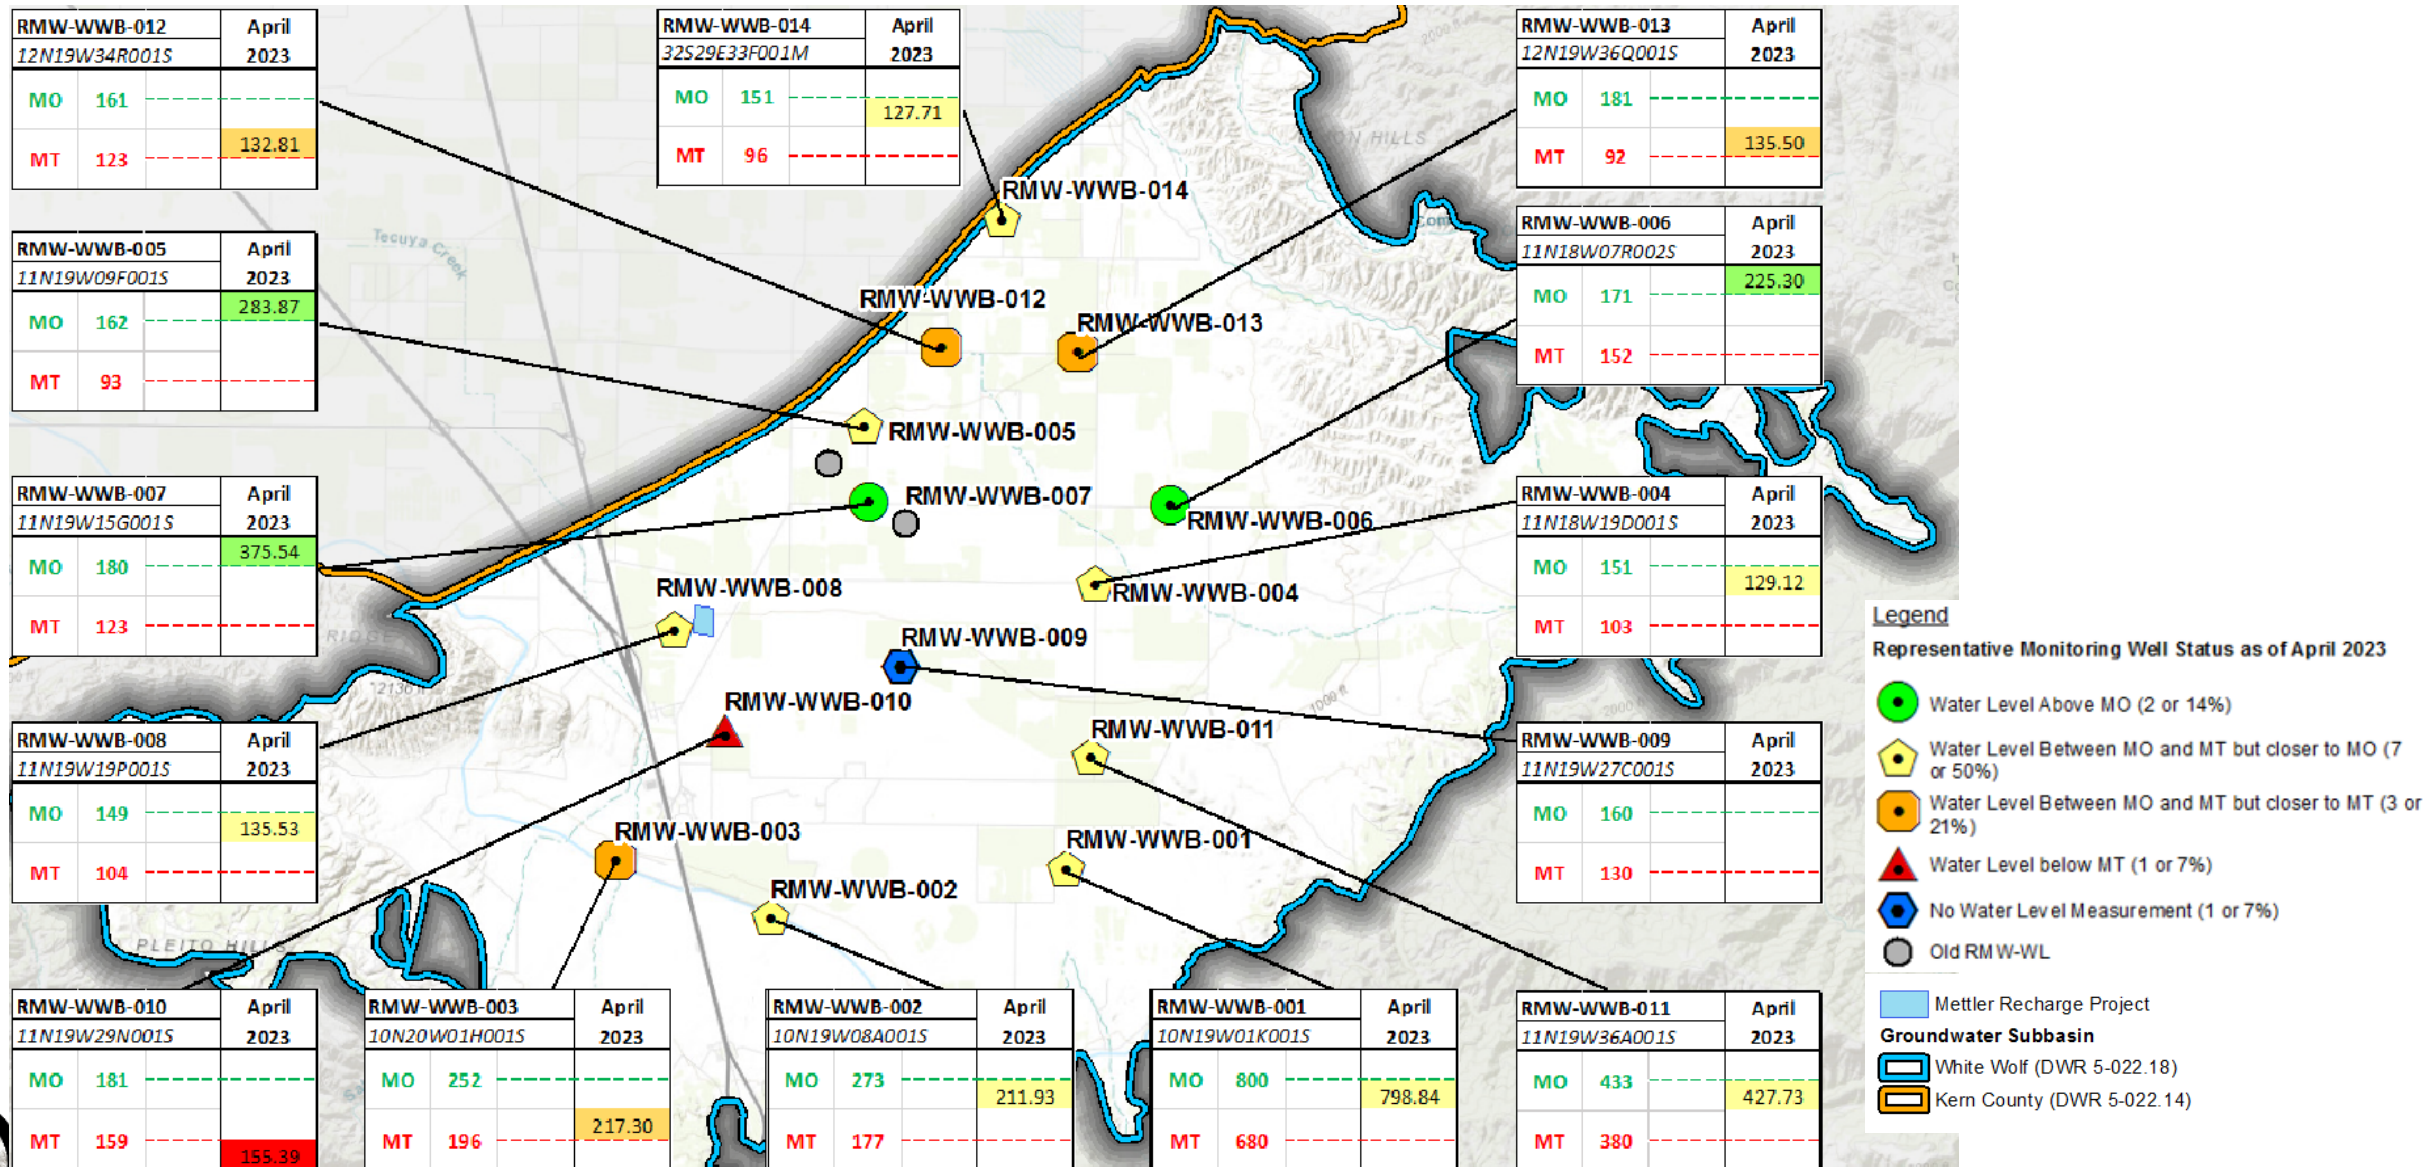 RMW-WWB-012 April
12N19W34R001S 2023
MO 161
132.81
MT 123
RMW-WWB-014 April
32S29E33F001M 2023
MO 151
127.71
MT 96
RMW-WWB-013 April
12N19W36Q001S 2023
MO 181
135.50
MT 92
RMW-WWB-005 April
11N19W09F001S 2023
283.87
MO 162
MT 93
RMW-WWB-006 April
11N18W07R002S 2023
225.30
MO 171
MT 152
RMW-WWB-007 April
11N19W15G001S 2023
375.54
MO 180
MT 123
RMW-WWB-004 April
11N18W19D001S 2023
MO 151
129.12
MT 103
RMW-WWB-008 April
11N19W19P001S 2023
MO 149
135.53
MT 104
RMW-WWB-009 April
11N19W27C001S 2023
MO 160
MT 130
RMW-WWB-010 April
11N19W29N001S 2023
MO 181
MT 159
155.39
RMW-WWB-003 April
10N20W01H001S 2023
MO 252
217.30
MT 196
RMW-WWB-002 April
10N19W08A001S 2023
MO 273
211.93
MT 177
RMW-WWB-001 April
10N19W01K001S 2023
MO 800
798.84
MT 680
RMW-WWB-011 April
11N19W36A001S 2023
MO 433
427.73
MT 380
Tecuya Creek
2000 ft
HILLS
RMW-WWB-014
RMW-WWB-012
RMW-WWB-013
RMW-WWB-005
RMW-WWB-007
RMW-WWB-006
RMW-WWB-008
RMW-WWB-004
RMW-WWB-009
RIDGE
2136 ft
RMW-WWB-010
1000 ft
2000 ft
RMW-WWB-011
RMW-WWB-003
RMW-WWB-001
RMW-WWB-002
PLEITO HILLS
Legend
Representative Monitoring Well Status as of April 2023
Water Level Above MO (2 or 14%)
Water Level Between MO and MT but closer to MO (7
or 50%)
Water Level Between MO and MT but closer to MT (3 or
21%)
Water Level below MT (1 or 7%)
No Water Level Measurement (1 or 7%)
Old RMW-WL
Mettler Recharge Project
Groundwater Subbasin
White Wolf (DWR 5-022.18)
Kern County (DWR 5-022.14)